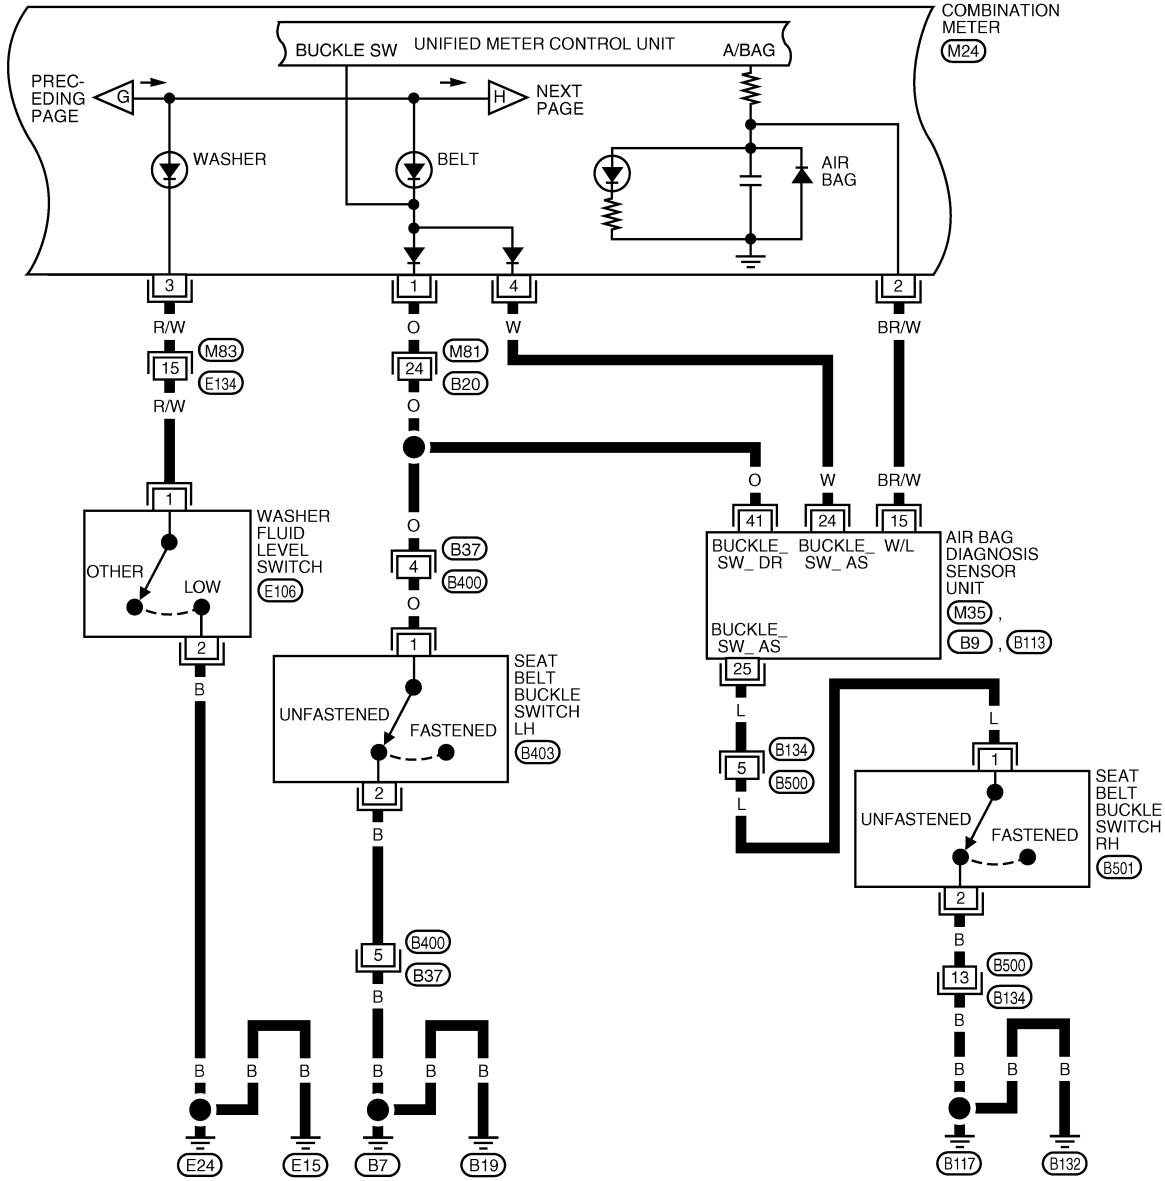 COMBINATION
METER
M24
BUCKLE SW
UNIFIED METER CONTROL UNIT
A/BAG
PREC-
EDING
PAGE
G
H
NEXT
PAGE
WASHER
BELT
AIR
BAG
3
1
4
2
R/W
O
W
BR/W
15
M83
E134
24
M81
B20
R/W
O
O
W
BR/W
1
WASHER
FLUID
LEVEL
SWITCH
E106
OTHER
LOW
2
B
O
4
B37
B400
O
41
24
15
BUCKLE_
SW_ DR
BUCKLE_
SW_ AS
W/L
AIR BAG
DIAGNOSIS
SENSOR
UNIT
M35 ,
B9 , B113
BUCKLE_
SW_ AS
25
1
SEAT
BELT
BUCKLE
SWITCH
LH
B403
UNFASTENED
FASTENED
2
B
L
5
B134
B500
L
L
1
SEAT
BELT
BUCKLE
SWITCH
RH
B501
UNFASTENED
FASTENED
2
B
5
B400
B37
B
13
B500
B134
B
B
B
B
B
B
B
B
B
B
E24
E15
B7
B19
B117
B132